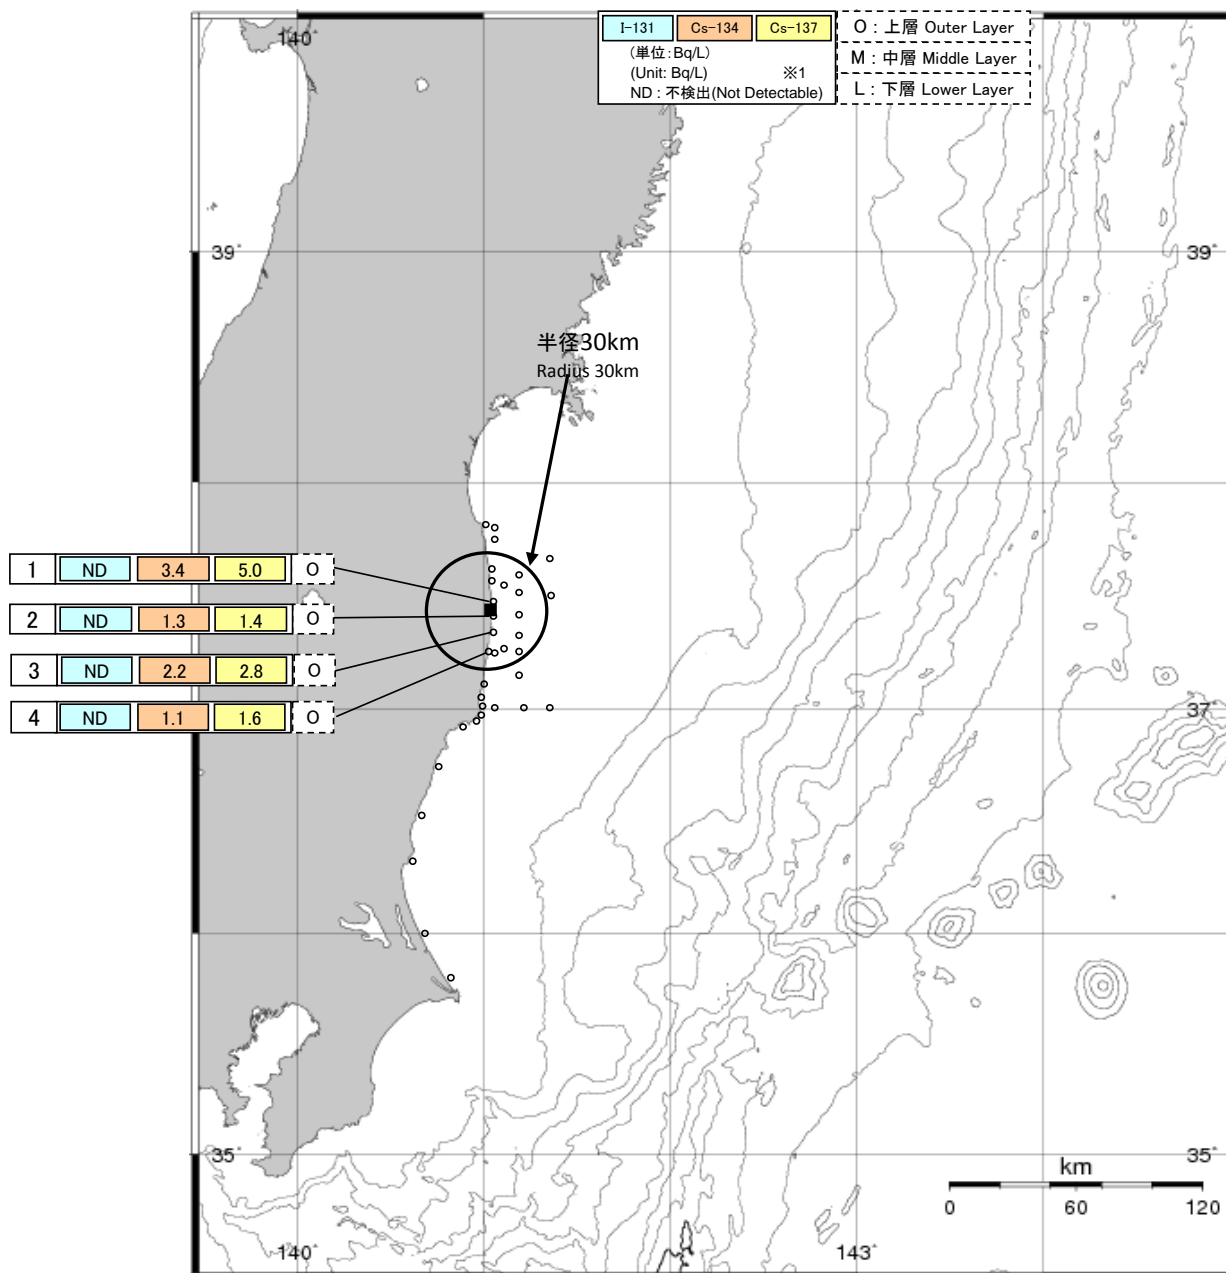 140°
I-131 Cs-134 Cs-137
(単位:Bq/L)
(Unit: Bq/L) ※1
ND : 不検出(Not Detectable)
O : 上層 Outer Layer
M : 中層 Middle Layer
L : 下層 Lower Layer
39° 39°
半径30km
Radius 30km
1 ND 3.4 5.0 O
2 ND 1.3 1.4 O
3 ND 2.2 2.8 O
4 ND 1.1 1.6 O
37°
35° 35°
km
0 60 120
140° 143°